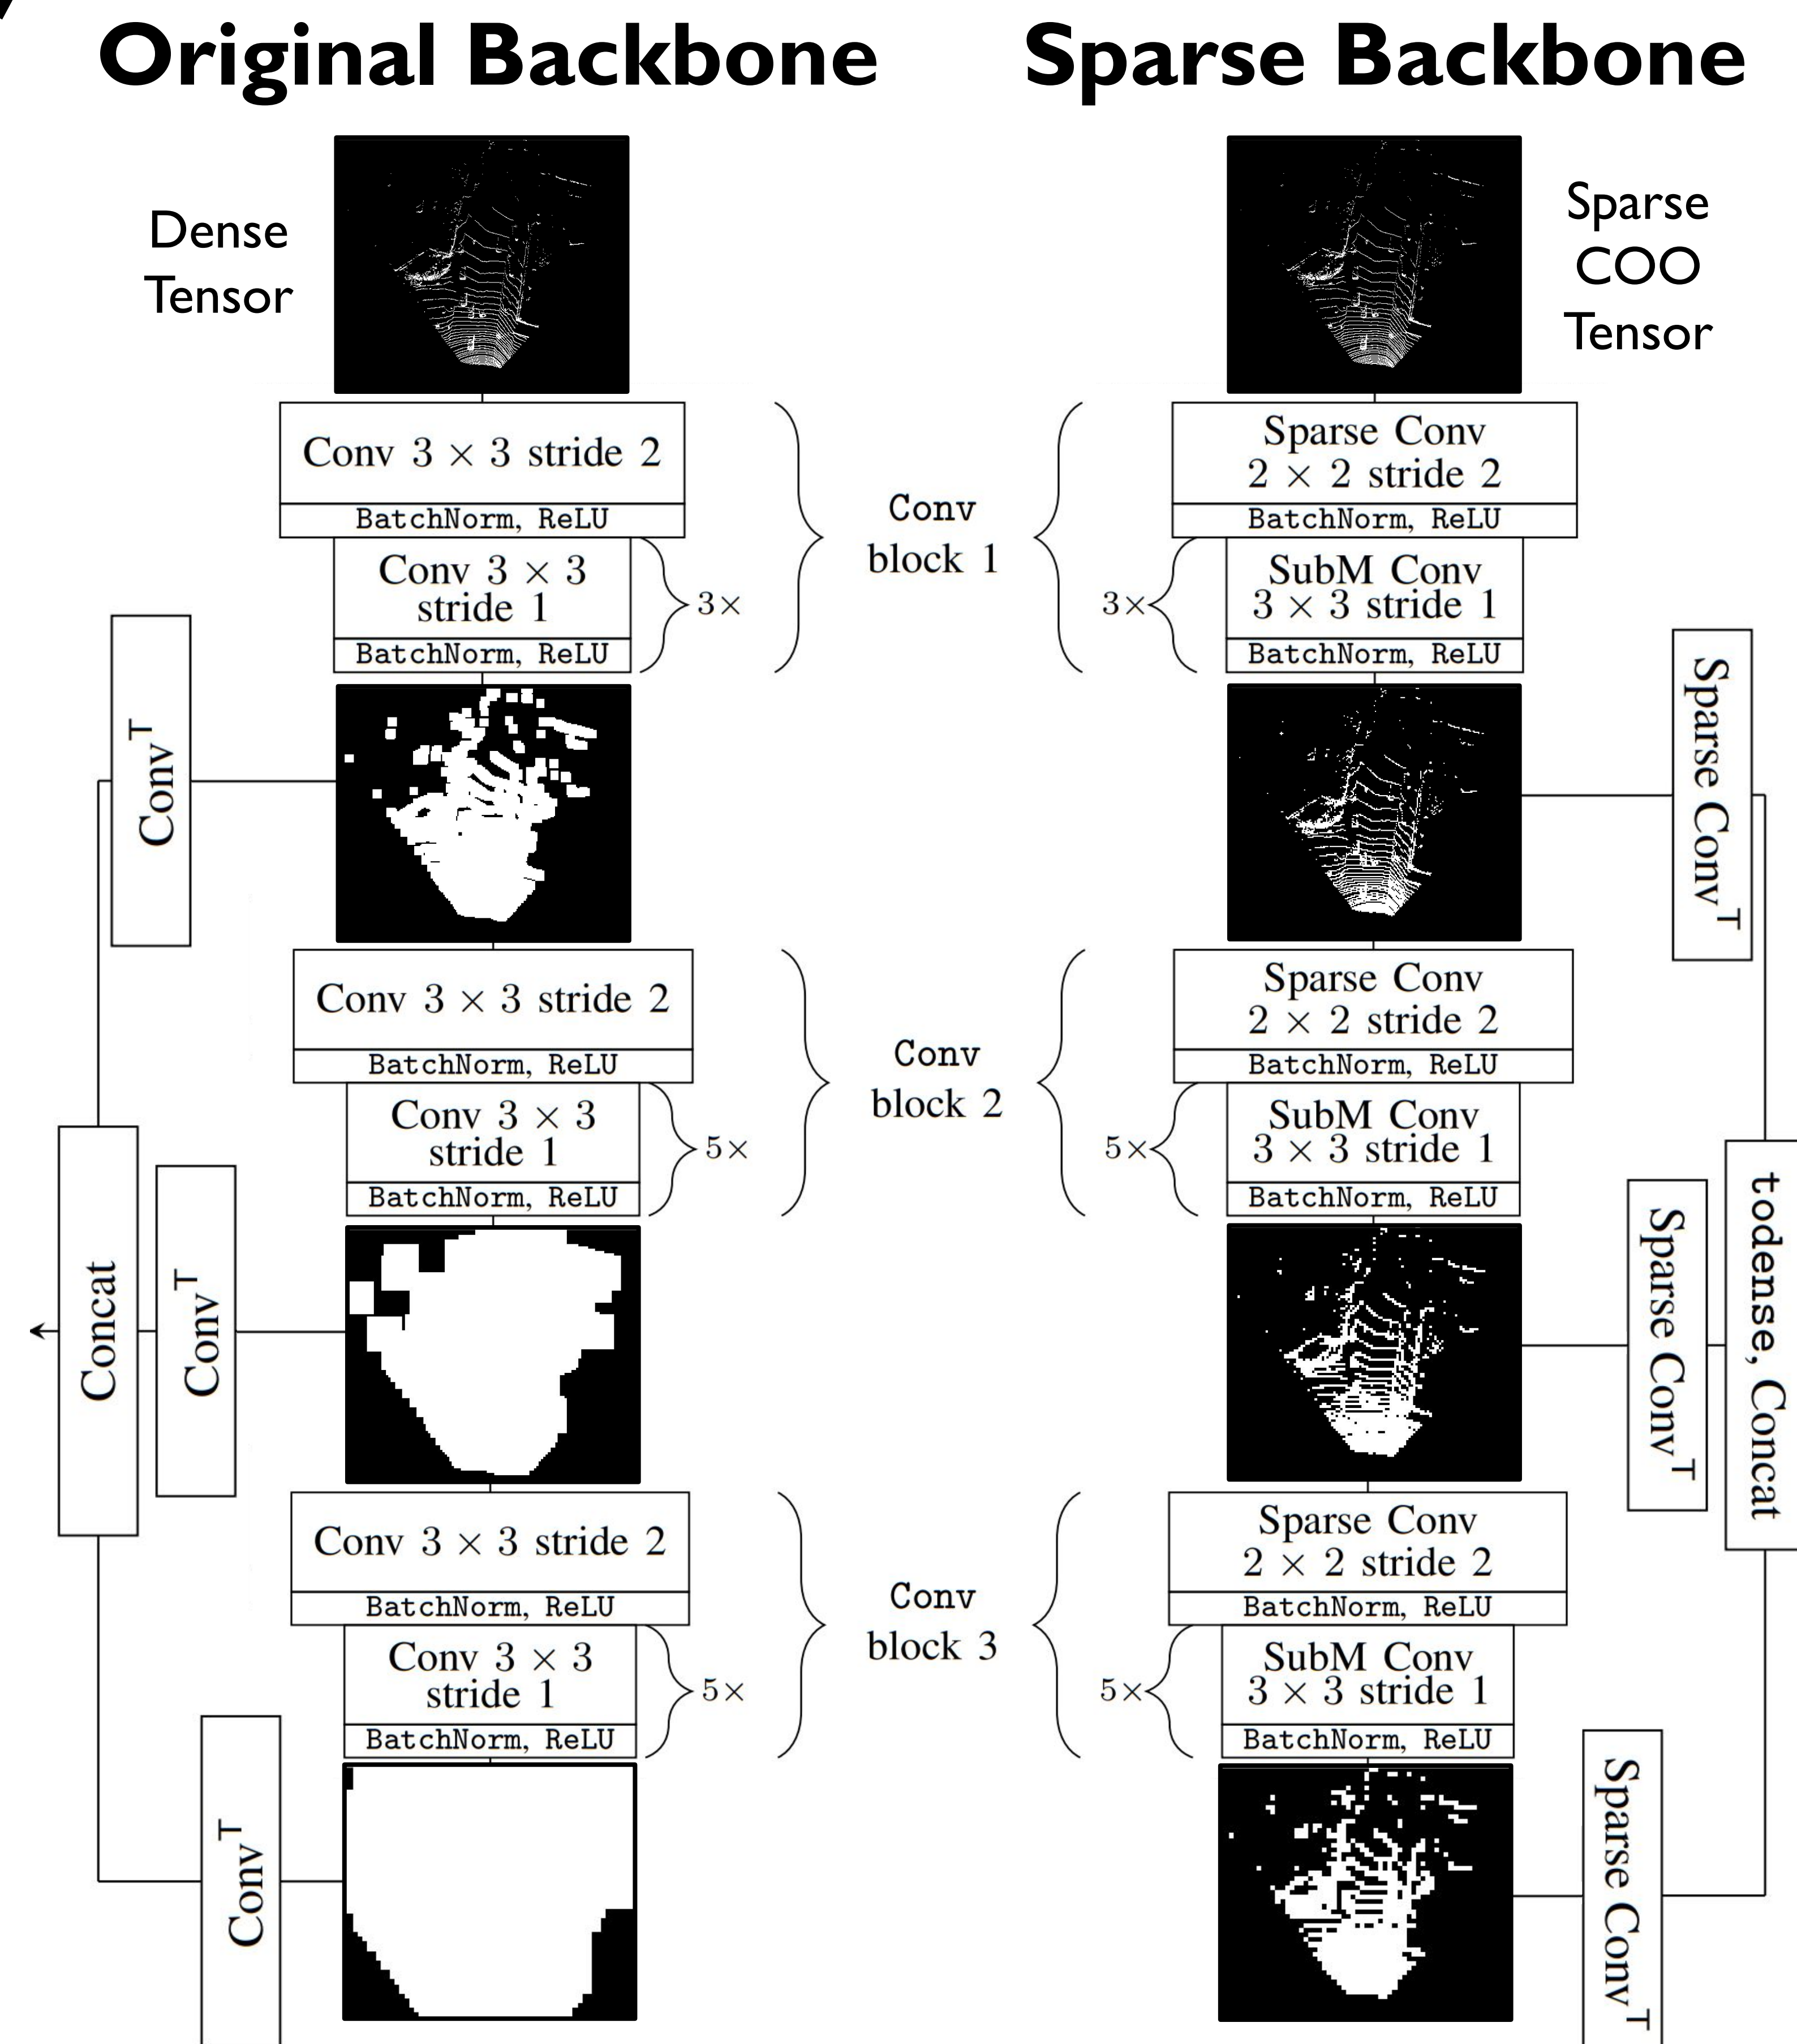 Original Backbone
Sparse Backbone
Dense
Tensor
Sparse
COO
Tensor
Conv 3 × 3 stride 2
BatchNorm, ReLU
Conv 3 × 3
stride 1
BatchNorm, ReLU
3×
Conv
block 1
3×
Sparse Conv
2 × 2 stride 2
BatchNorm, ReLU
SubM Conv
3 × 3 stride 1
BatchNorm, ReLU
Conv^T
Sparse Conv^T
Conv 3 × 3 stride 2
BatchNorm, ReLU
Conv 3 × 3
stride 1
BatchNorm, ReLU
5×
Conv
block 2
5×
Sparse Conv
2 × 2 stride 2
BatchNorm, ReLU
SubM Conv
3 × 3 stride 1
BatchNorm, ReLU
Concat
Conv^T
Sparse Conv^T
todense, Concat
Conv 3 × 3 stride 2
BatchNorm, ReLU
Conv 3 × 3
stride 1
BatchNorm, ReLU
5×
Conv
block 3
5×
Sparse Conv
2 × 2 stride 2
BatchNorm, ReLU
SubM Conv
3 × 3 stride 1
BatchNorm, ReLU
Conv^T
Sparse Conv^T